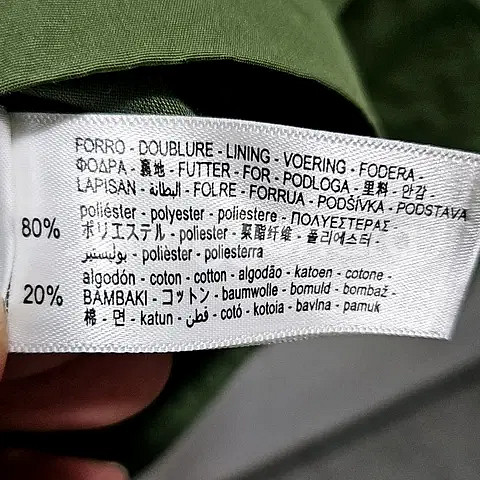 FORRO - DOUBLURE - LINING - VOERING - FODERA -
ΦΟΔΡΑ - 裏地 - FUTTER - FOR - PODLOGA - 里料 - 안감
LAPISAN - البطانة - FOLRE - FORRUA - PODŠÍVKA - PODSTAVA
poliéster - polyester - poliestere - ΠΟΛΥΕΣΤΕΡΑΣ -
80% ポリエステル - poliester - 聚酯纤维 - 폴리에스터 -
بوليستير - polièster - poliesterra
algodón - coton - cotton - algodão - katoen - cotone -
20% BAMBAKI - コットン - baumwolle - bomuld - bombaž -
棉 - 면 - katun - قطن - cotó - kotoia - bavlna - pamuk